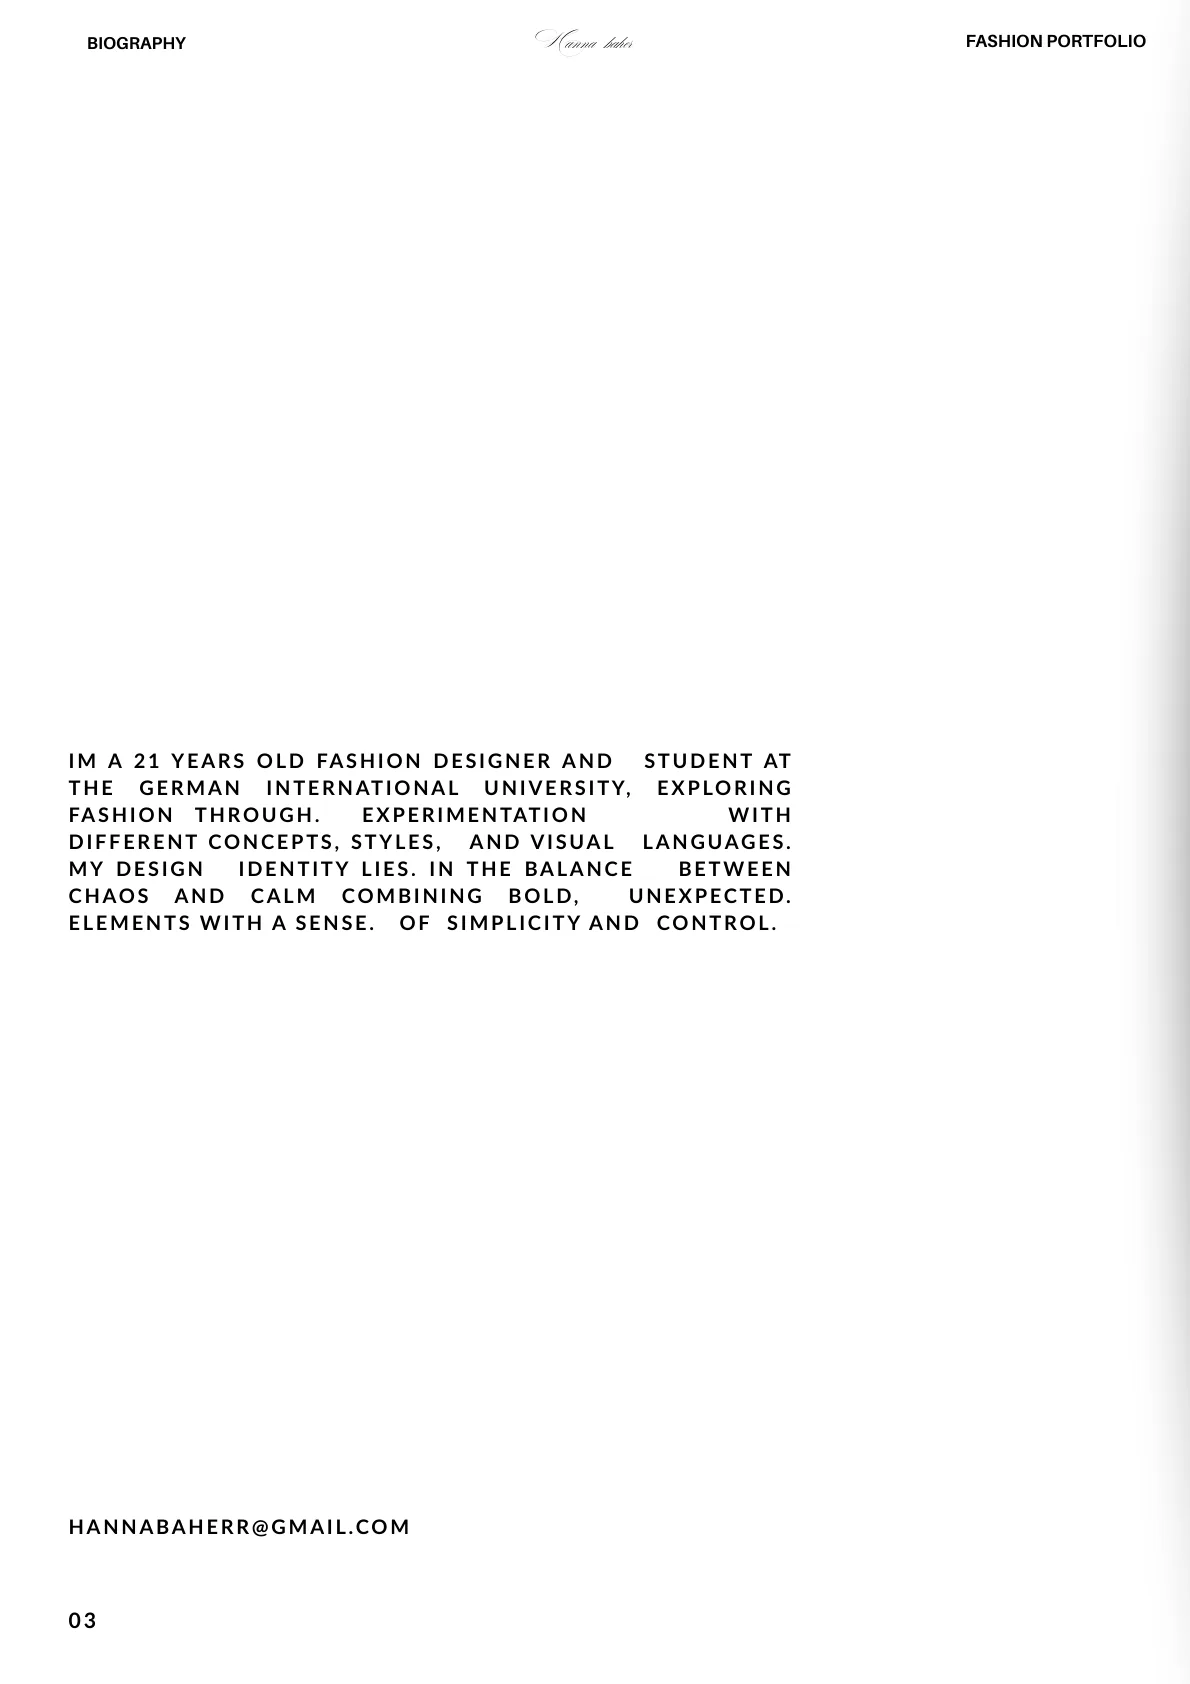 BIOGRAPHY
Hanna baher
FASHION PORTFOLIO
IM A 21 YEARS OLD FASHION DESIGNER AND STUDENT AT
THE GERMAN INTERNATIONAL UNIVERSITY, EXPLORING
FASHION THROUGH. EXPERIMENTATION WITH
DIFFERENT CONCEPTS, STYLES, AND VISUAL LANGUAGES.
MY DESIGN IDENTITY LIES. IN THE BALANCE BETWEEN
CHAOS AND CALM COMBINING BOLD, UNEXPECTED.
ELEMENTS WITH A SENSE. OF SIMPLICITY AND CONTROL.
HANNABAHERR@GMAIL.COM
03